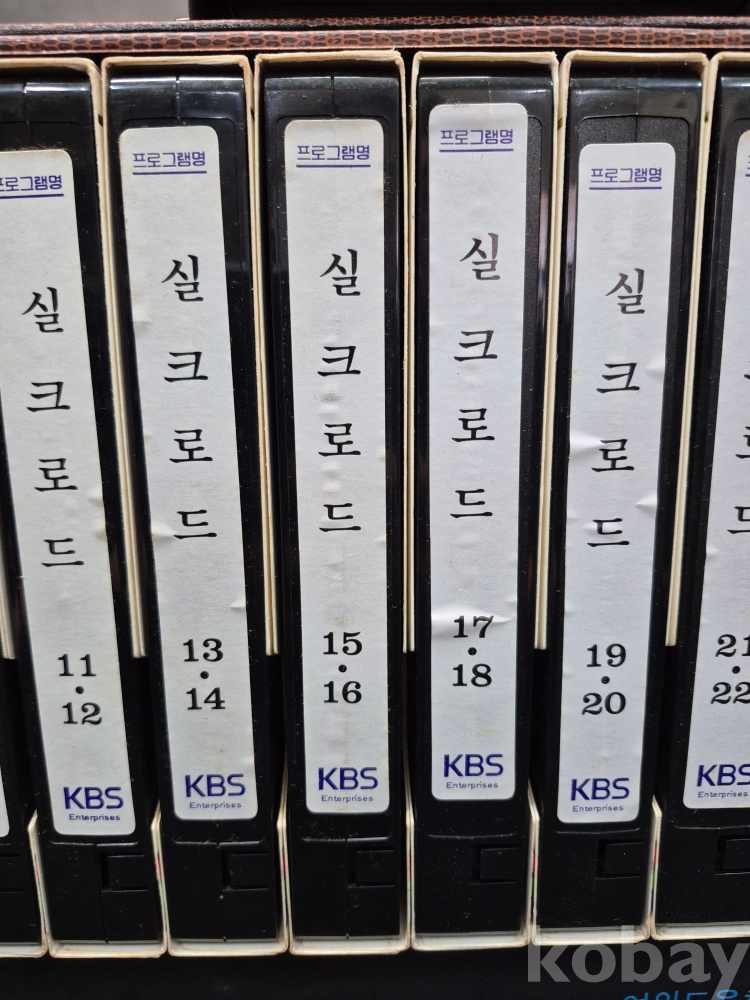 프로그램명
실크로드
11·12
KBS
Enterprises
프로그램명
실크로드
13·14
KBS
Enterprises
프로그램명
실크로드
15·16
KBS
Enterprises
프로그램명
실크로드
17·18
KBS
Enterprises
프로그램명
실크로드
19·20
KBS
Enterprises
21·22
KBS
Enterprises
kobay